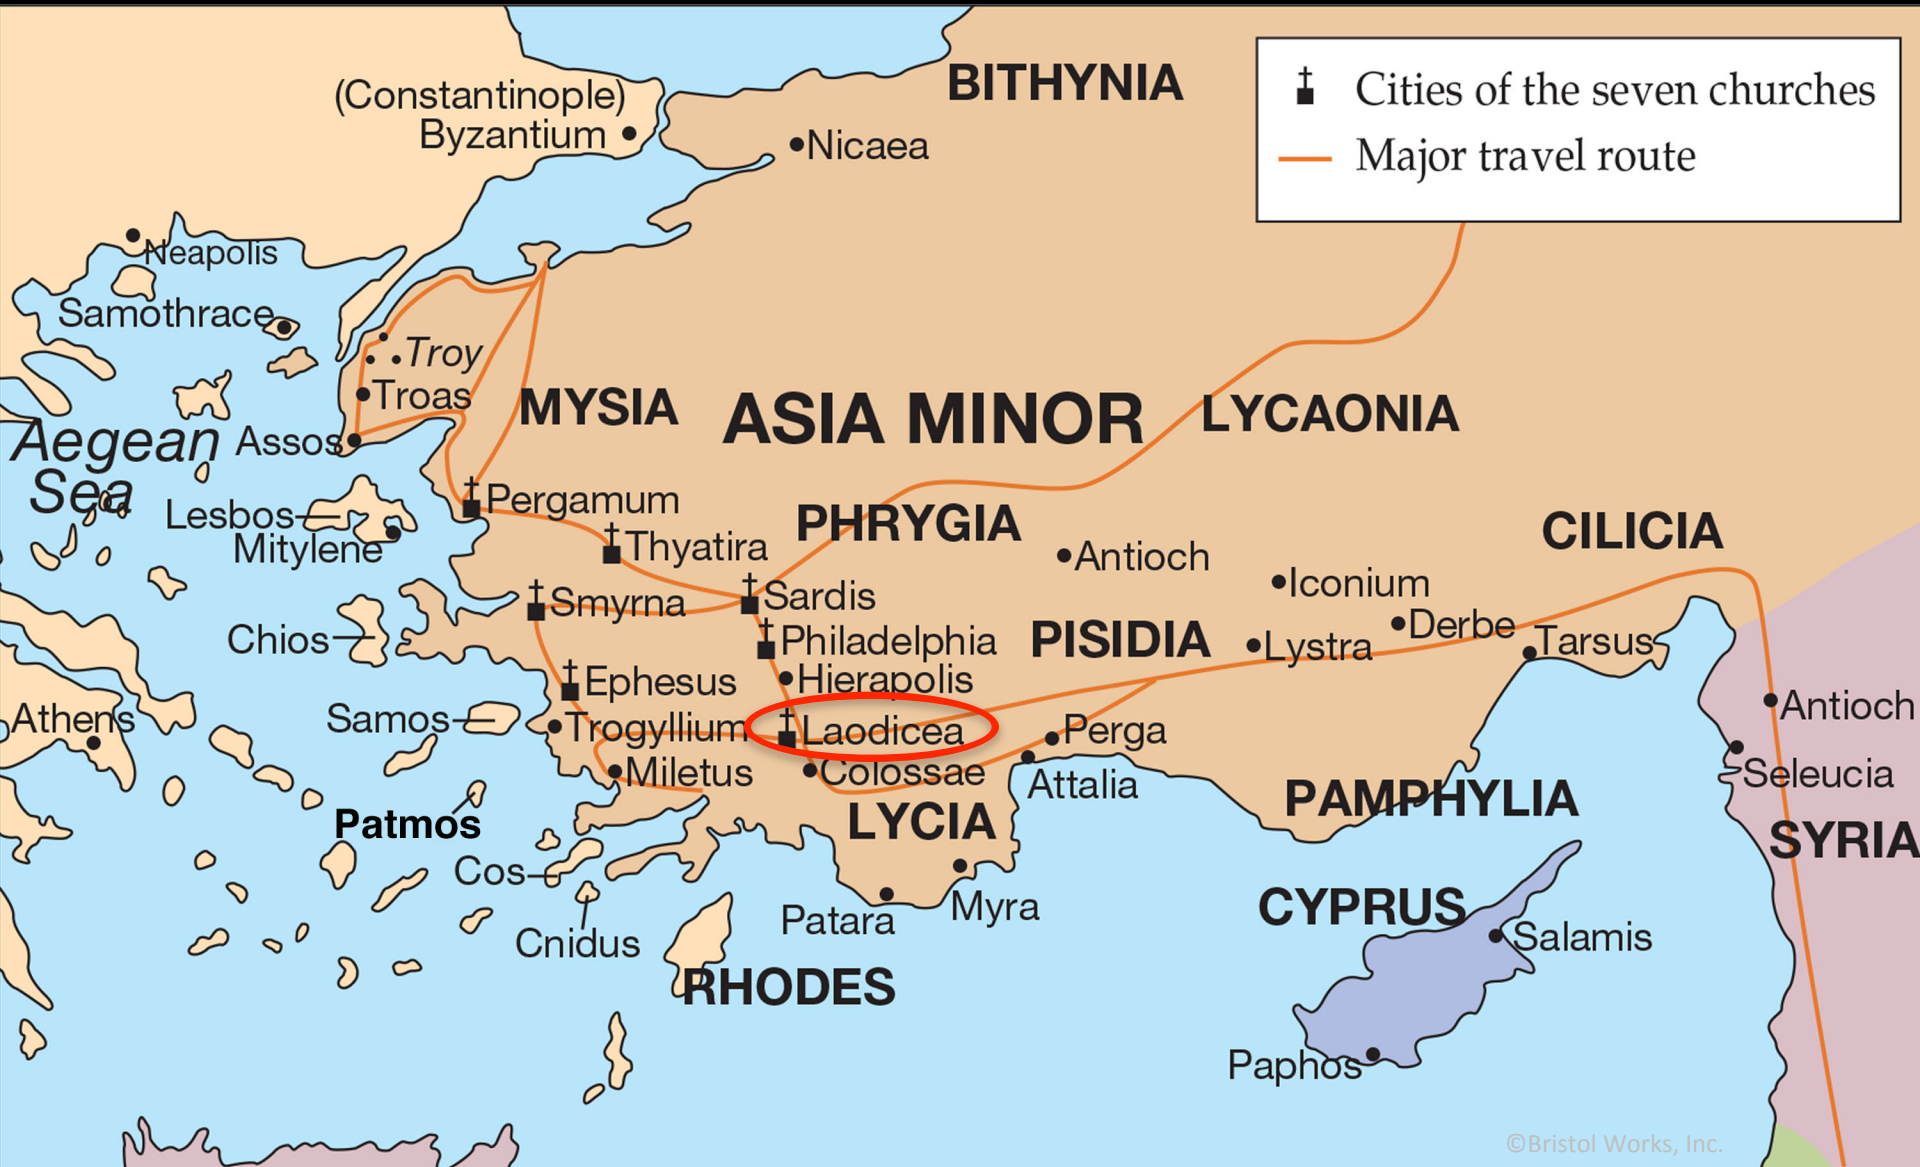 BITHYNIA
Cities of the seven churches
Major travel route
(Constantinople)
Byzantium
Nicaea
Neapolis
Samothrace
Troy
Troas
MYSIA
ASIA MINOR
LYCAONIA
Aegean
Sea
Assos
Lesbos
Mitylene
Pergamum
PHRYGIA
Thyatira
Antioch
CILICIA
Iconium
Smyrna
Sardis
Chios
Philadelphia
PISIDIA
Lystra
Derbe
Tarsus
Ephesus
Hierapolis
Athens
Samos
Trogyllium
Laodicea
Perga
Antioch
Miletus
Colossae
Attalia
Seleucia
Patmos
LYCIA
PAMPHYLIA
SYRIA
Cos
Cnidus
Patara
Myra
CYPRUS
Salamis
RHODES
Paphos
©Bristol Works, Inc.